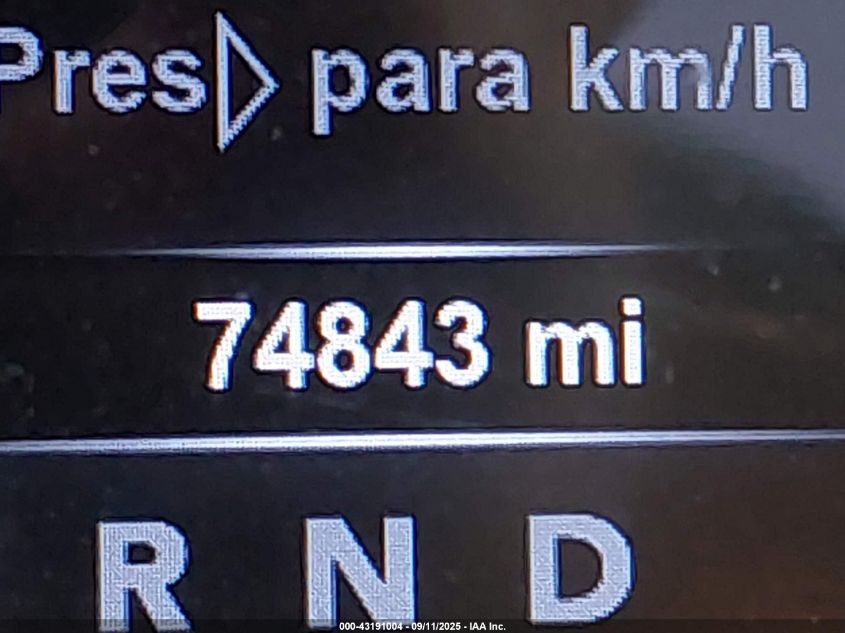 Pres▷ para km/h
74843 mi
R N D
000-43191004 - 09/11/2025 - IAA Inc.